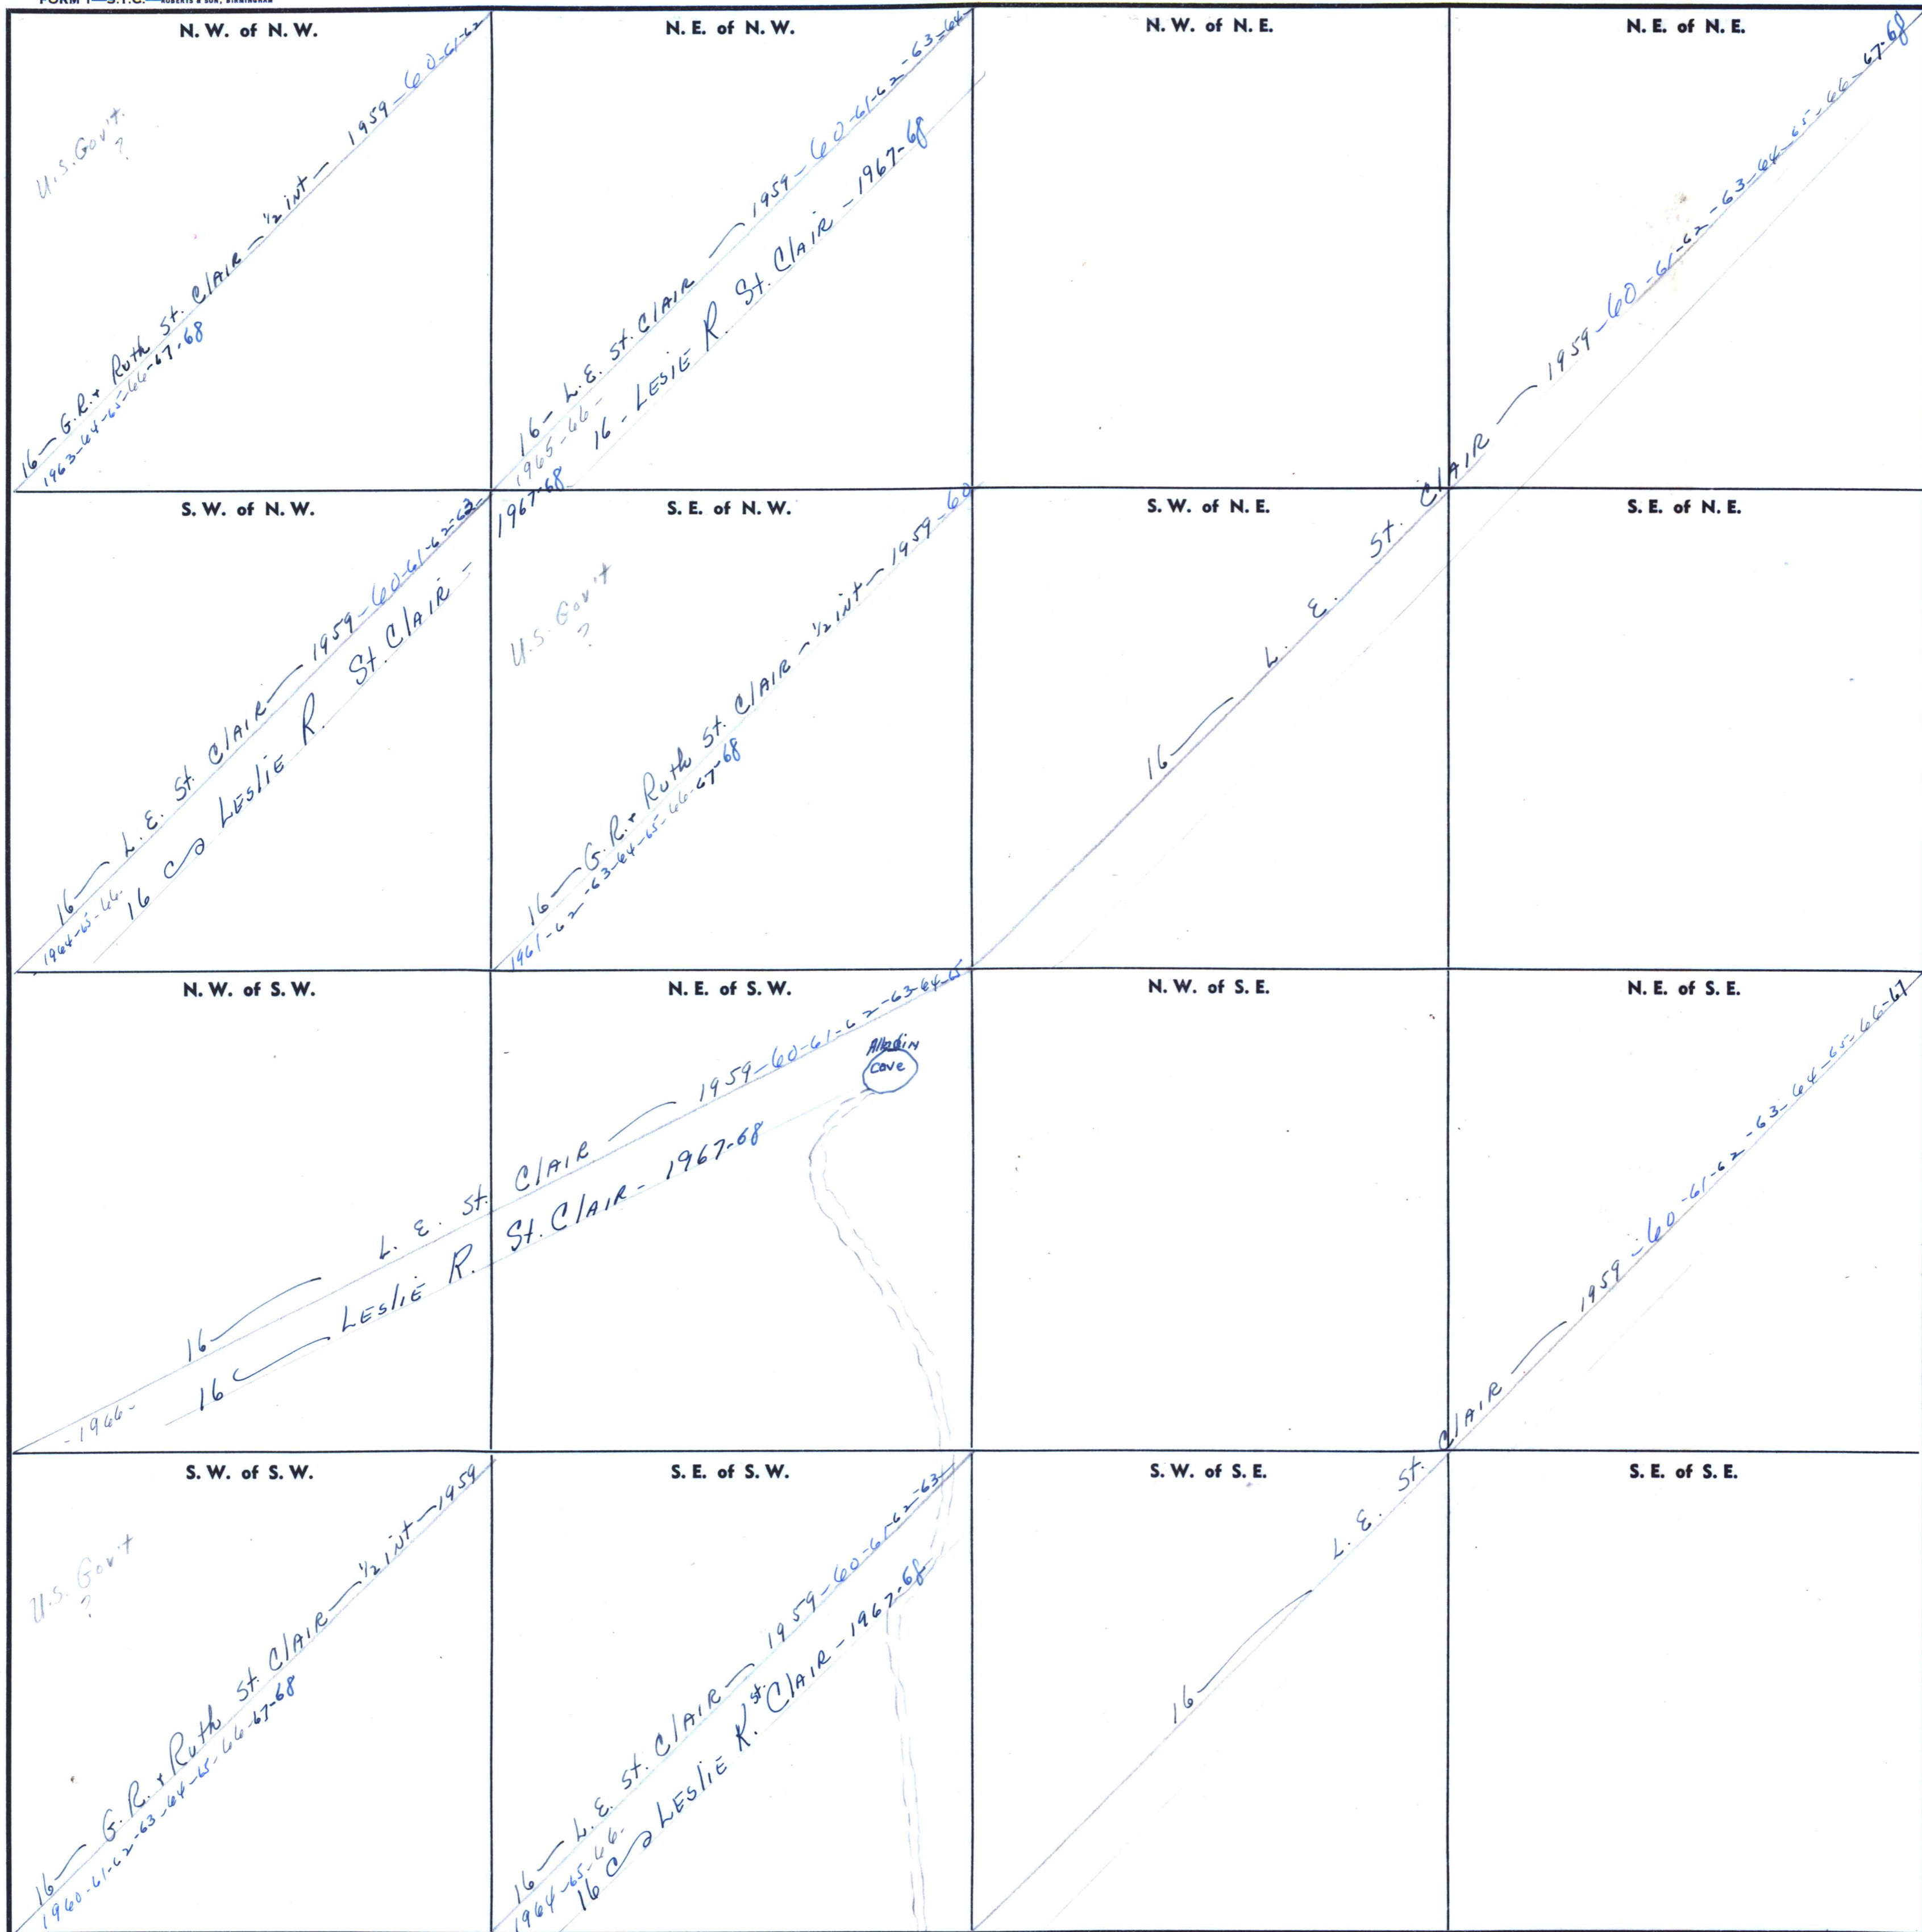 FORM 1—S.T.C.—ROBERTS & SON, BIRMINGHAM
N. W. of N. W.
U.S. Gov't.
?
16 — G.R. + Ruth St. Clair — 1/2 int — 1959-60-61-62
1963-64-65-66-67-68
N. E. of N. W.
16 — L.E. St. Clair — 1959-60-61-62-63-64-
1965-66-
16 - Leslie R. St. Clair - 1967-68
N. W. of N. E.
N. E. of N. E.
S. W. of N. W.
16 — L.E. St. Clair — 1959-60-61-62-63-
1964-65-66-
16 — Leslie R. St. Clair -
1967-68
S. E. of N. W.
U.S. Gov't
?
16 — G.R. + Ruth St. Clair — 1/2 int — 1959-60
1961-62-63-64-65-66-67-68
S. W. of N. E.
S. E. of N. E.
16 — L. E. St. Clair — 1959-60-61-62-63-64-65-66-67-68
N. W. of S. W.
N. E. of S. W.
16 — L. E. St. Clair — 1959-60-61-62-63-64-65
-1966-
16 — Leslie R. St. Clair - 1967-68
Cave
N. W. of S. E.
N. E. of S. E.
S. W. of S. W.
U.S. Gov't
?
16 — G.R. + Ruth St. Clair — 1/2 int — 1959
1960-61-62-63-64-65-66-67-68
S. E. of S. W.
16 — L.E. St. Clair — 1959-60-61-62-63-
1964-65-66-
16 — Leslie R. St. Clair - 1967-68
S. W. of S. E.
S. E. of S. E.
16 — L. E. St. Clair — 1959-60-61-62-63-64-65-66-67